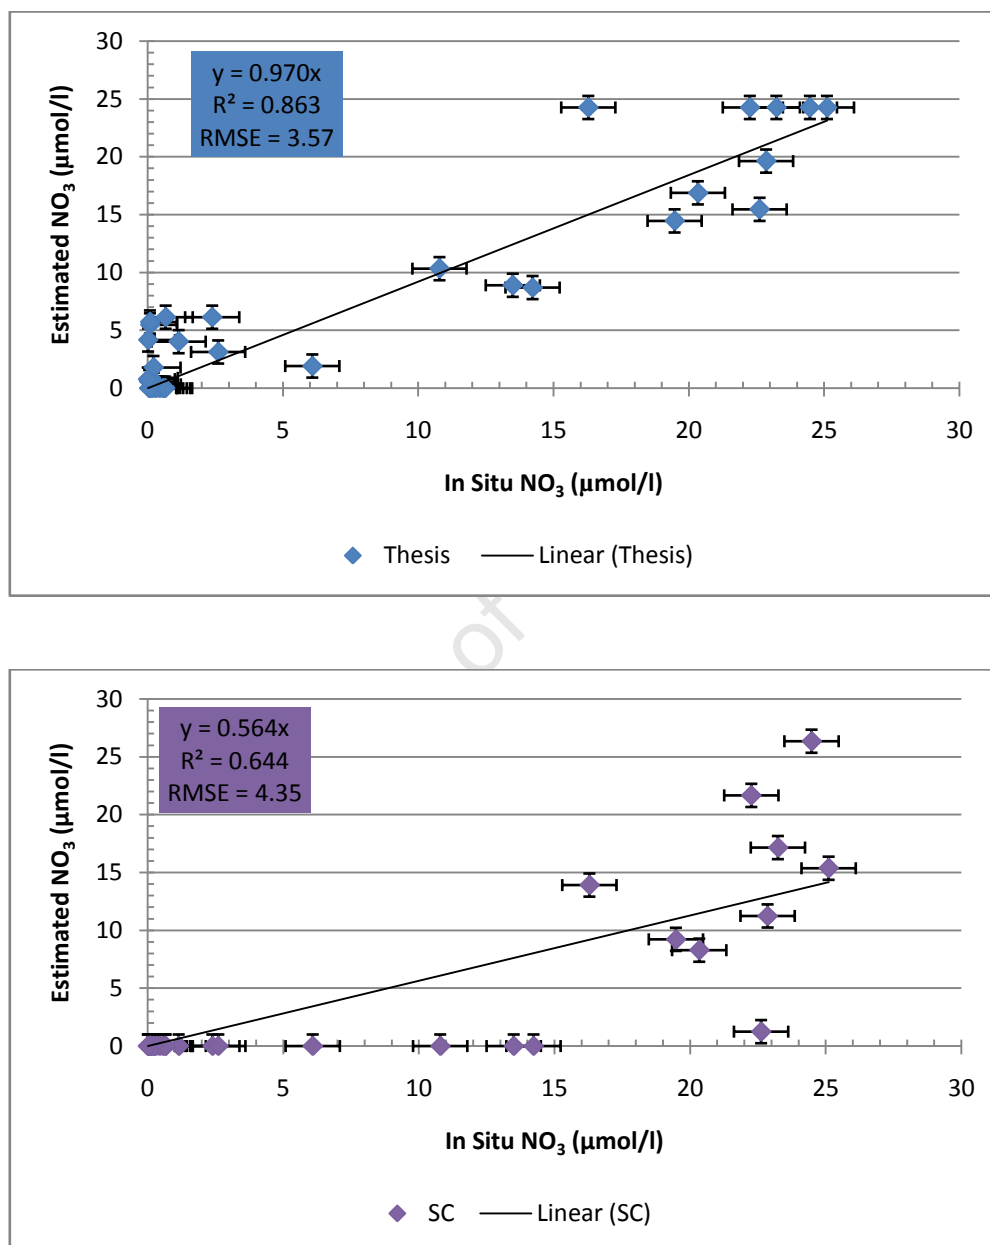 30
25
20
15
10
5
0
Estimated NO₃ (µmol/l)
y = 0.970x
R² = 0.863
RMSE = 3.57
0 5 10 15 20 25 30
In Situ NO₃ (µmol/l)
Thesis Linear (Thesis)
of
30
25
20
15
10
5
0
Estimated NO₃ (µmol/l)
y = 0.564x
R² = 0.644
RMSE = 4.35
0 5 10 15 20 25 30
In Situ NO₃ (µmol/l)
SC Linear (SC)